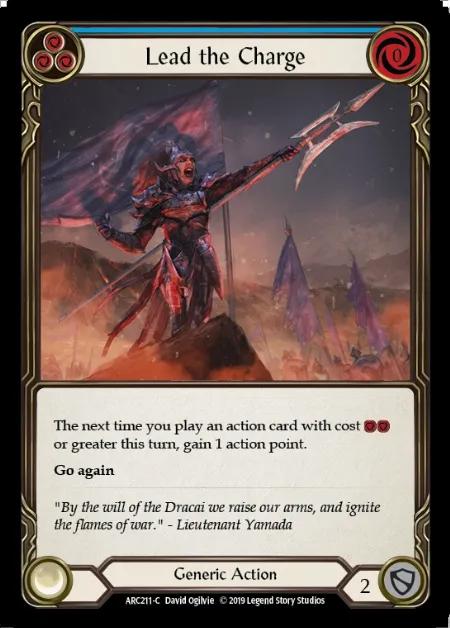 Lead the Charge
0
The next time you play an action card with cost
or greater this turn, gain 1 action point.
Go again
"By the will of the Dracai we raise our arms, and ignite
the flames of war." - Lieutenant Yamada
Generic Action
2
ARC211-C David Ogilvie © 2019 Legend Story Studios